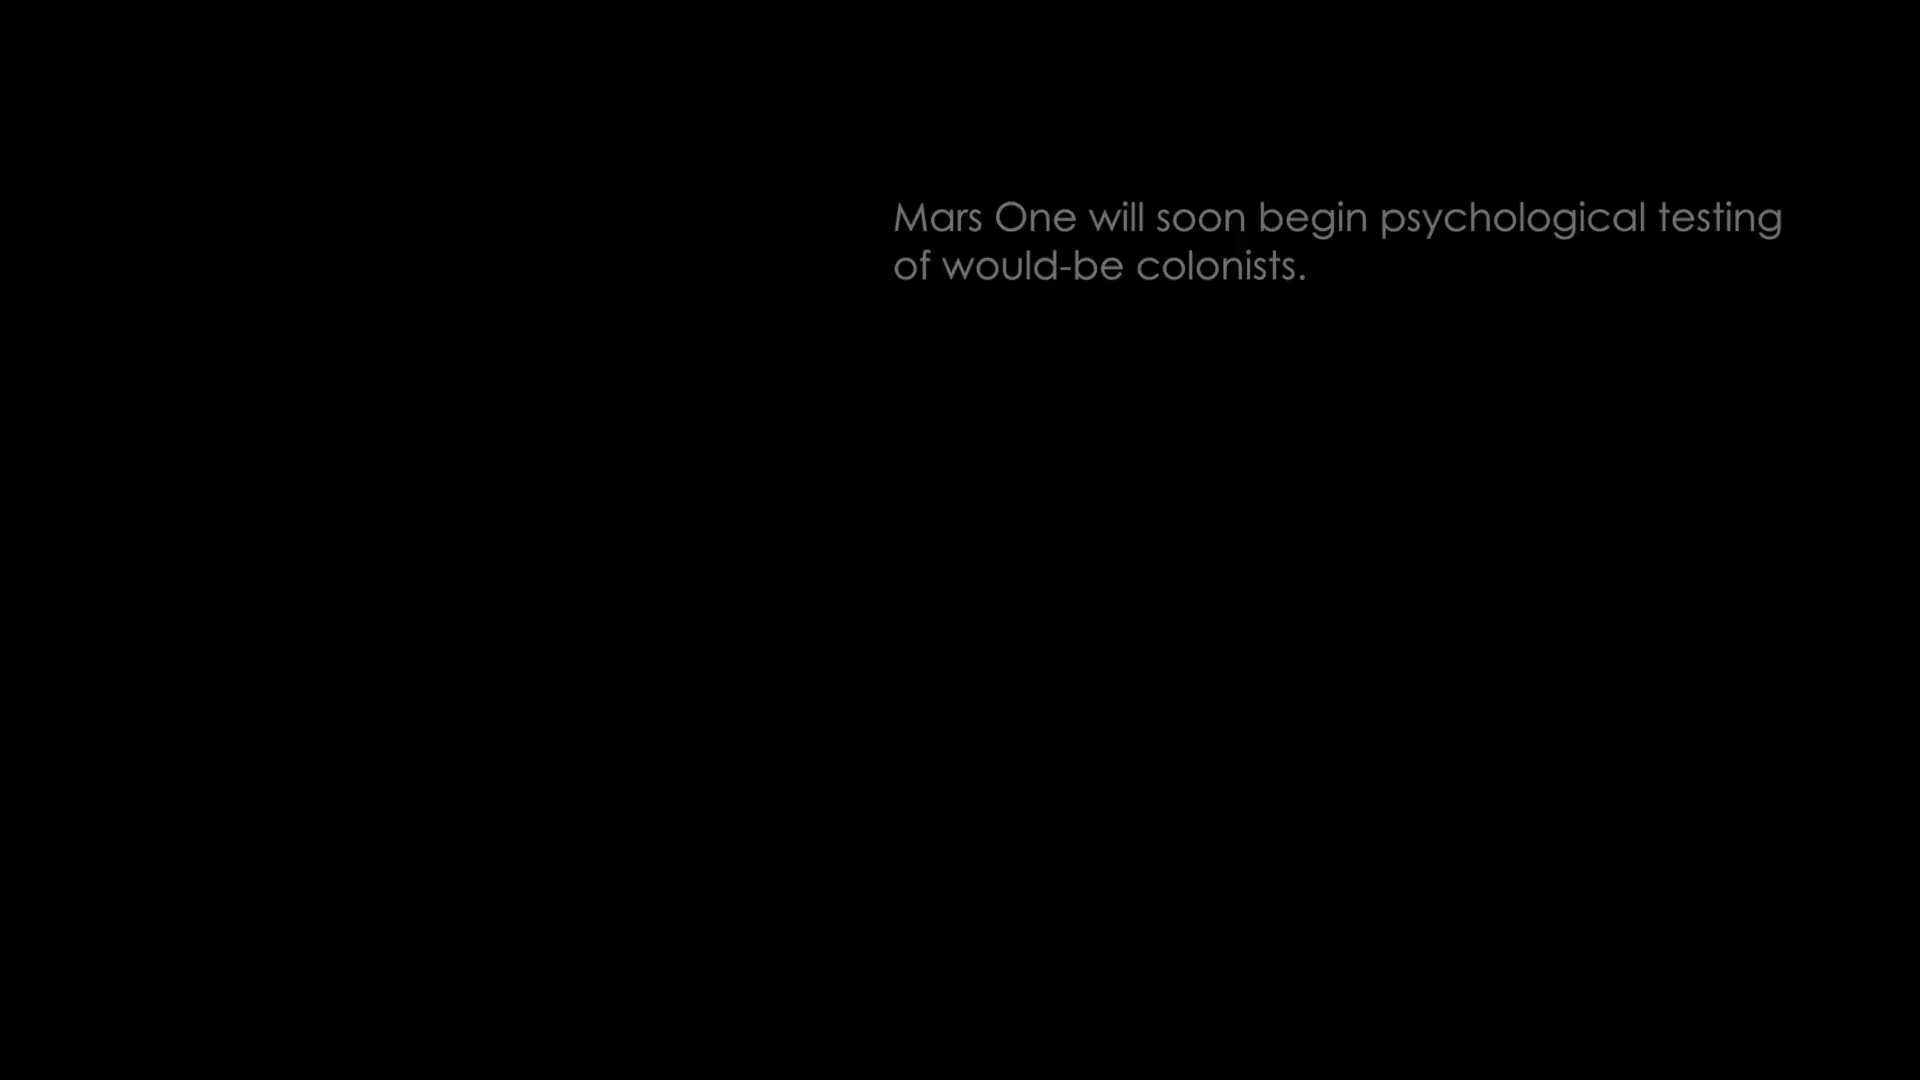 Mars One will soon begin psychological testing
of would-be colonists.